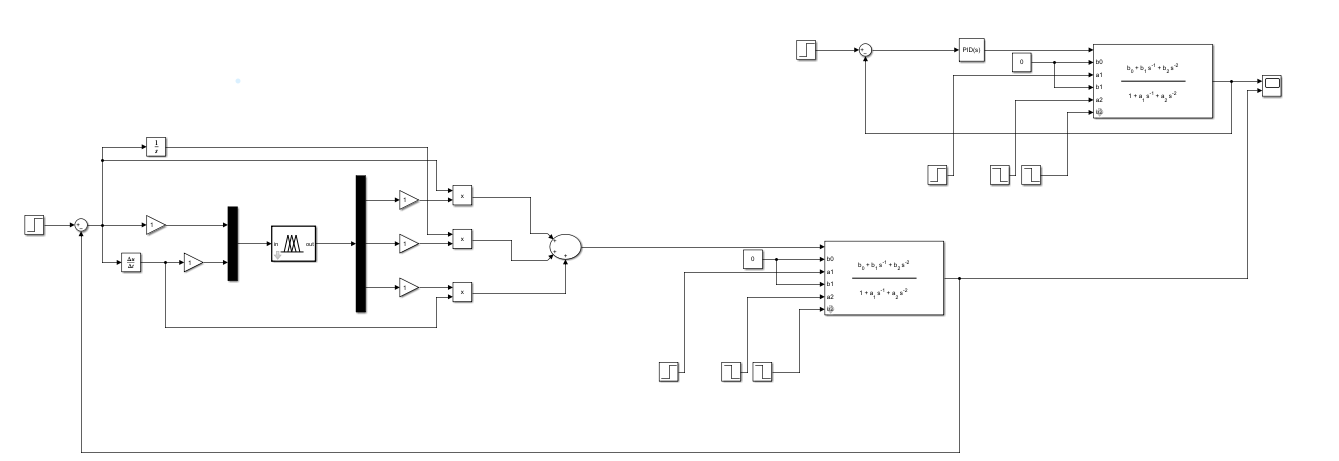 +
-
PID(s)
0
b0
a1
b1
a2
b₀ + b₁ s⁻¹ + b₂ s⁻²
1 + a₁ s⁻¹ + a₂ s⁻²
1
s
×
+
-
1
in
out
1
×
Δu
Δt
1
1
+
+
+
1
×
0
b0
a1
b1
a2
b₀ + b₁ s⁻¹ + b₂ s⁻²
1 + a₁ s⁻¹ + a₂ s⁻²